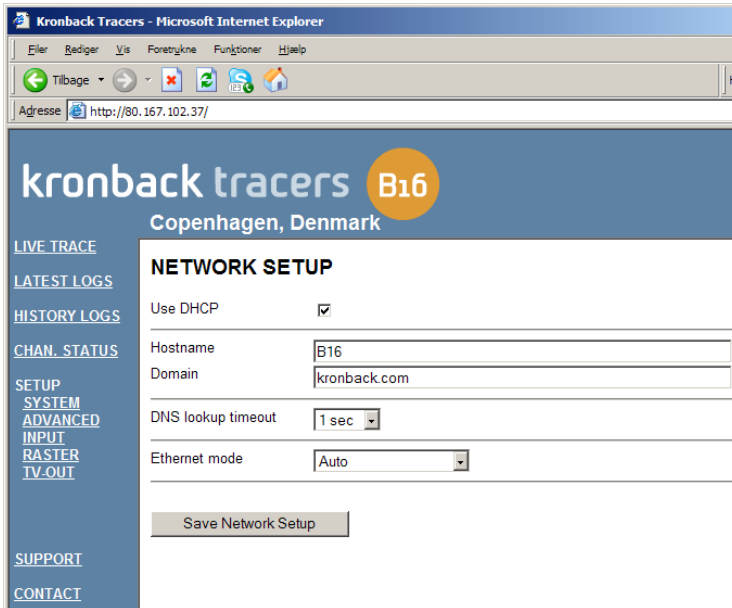 Kronback Tracers - Microsoft Internet Explorer
Filer Rediger Vis Foretrukne Funktioner Hjælp
Tilbage
123
Adresse http://80.167.102.37/
kronback tracers B16
Copenhagen, Denmark
LIVE TRACE
LATEST LOGS
HISTORY LOGS
CHAN. STATUS
SETUP
SYSTEM
ADVANCED
INPUT
RASTER
TV-OUT
SUPPORT
CONTACT
NETWORK SETUP
Use DHCP
Hostname B16
Domain kronback.com
DNS lookup timeout 1 sec
Ethernet mode Auto
Save Network Setup